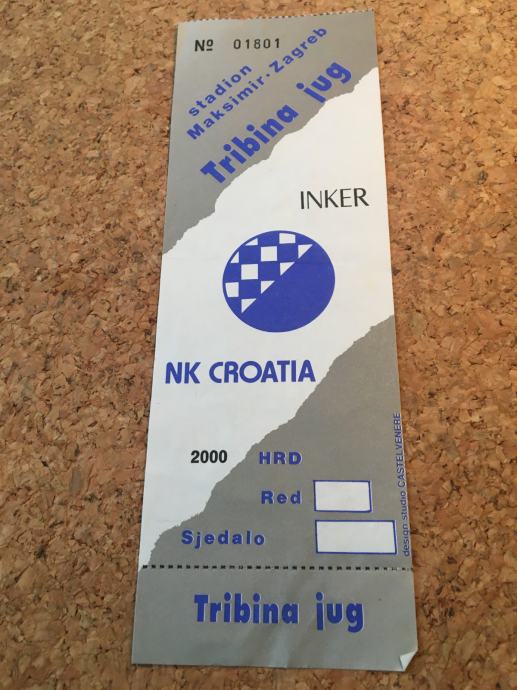 Nº 01801
stadion
Maksimir·Zagreb
Tribina jug
INKER
NK CROATIA
2000 HRD
Red
Sjedalo
design studio CASTELVENERE
Tribina jug